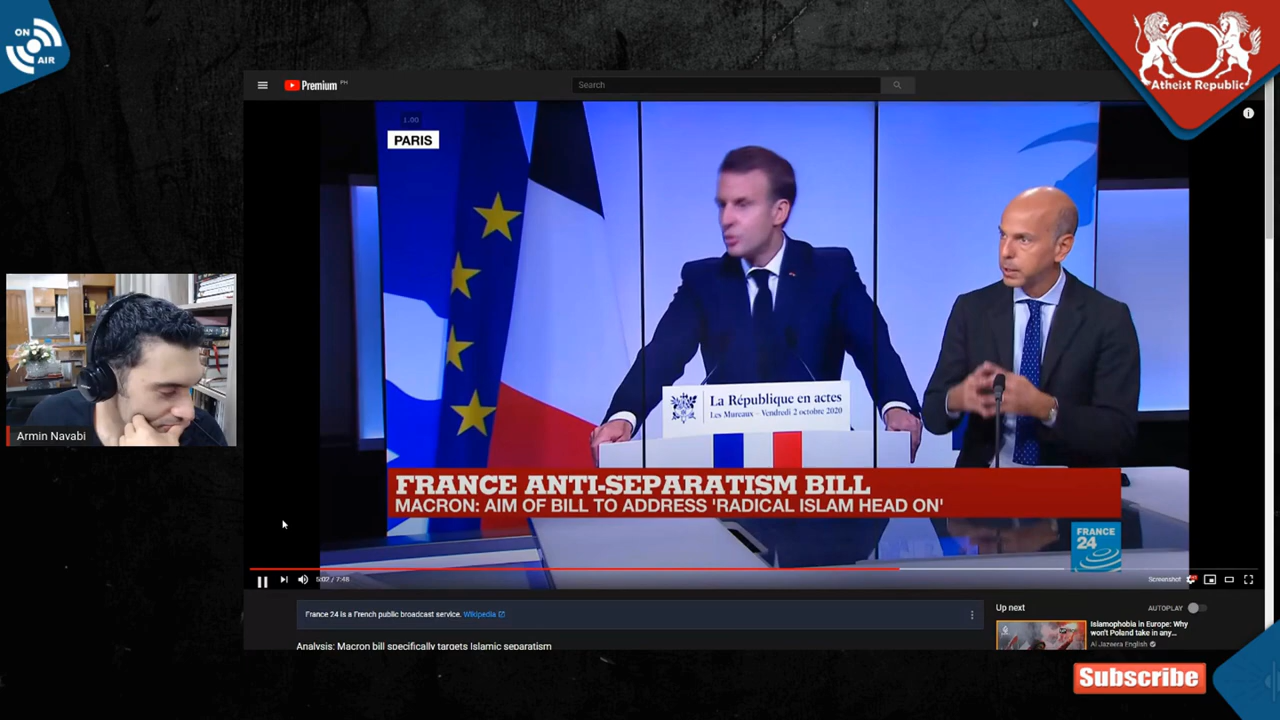 ON
AIR
Atheist Republic
Premium PH
Search
1.00
PARIS
La République en actes
Les Mureaux - Vendredi 2 octobre 2020
FRANCE ANTI-SEPARATISM BILL
MACRON: AIM OF BILL TO ADDRESS 'RADICAL ISLAM HEAD ON'
FRANCE
24
Armin Navabi
5:02 / 7:48
Screenshot
France 24 is a French public broadcast service. Wikipedia
Up next
AUTOPLAY
Islamophobia in Europe: Why
won't Poland take in any...
Al Jazeera English
Analysis: Macron bill specifically targets Islamic separatism
Subscribe